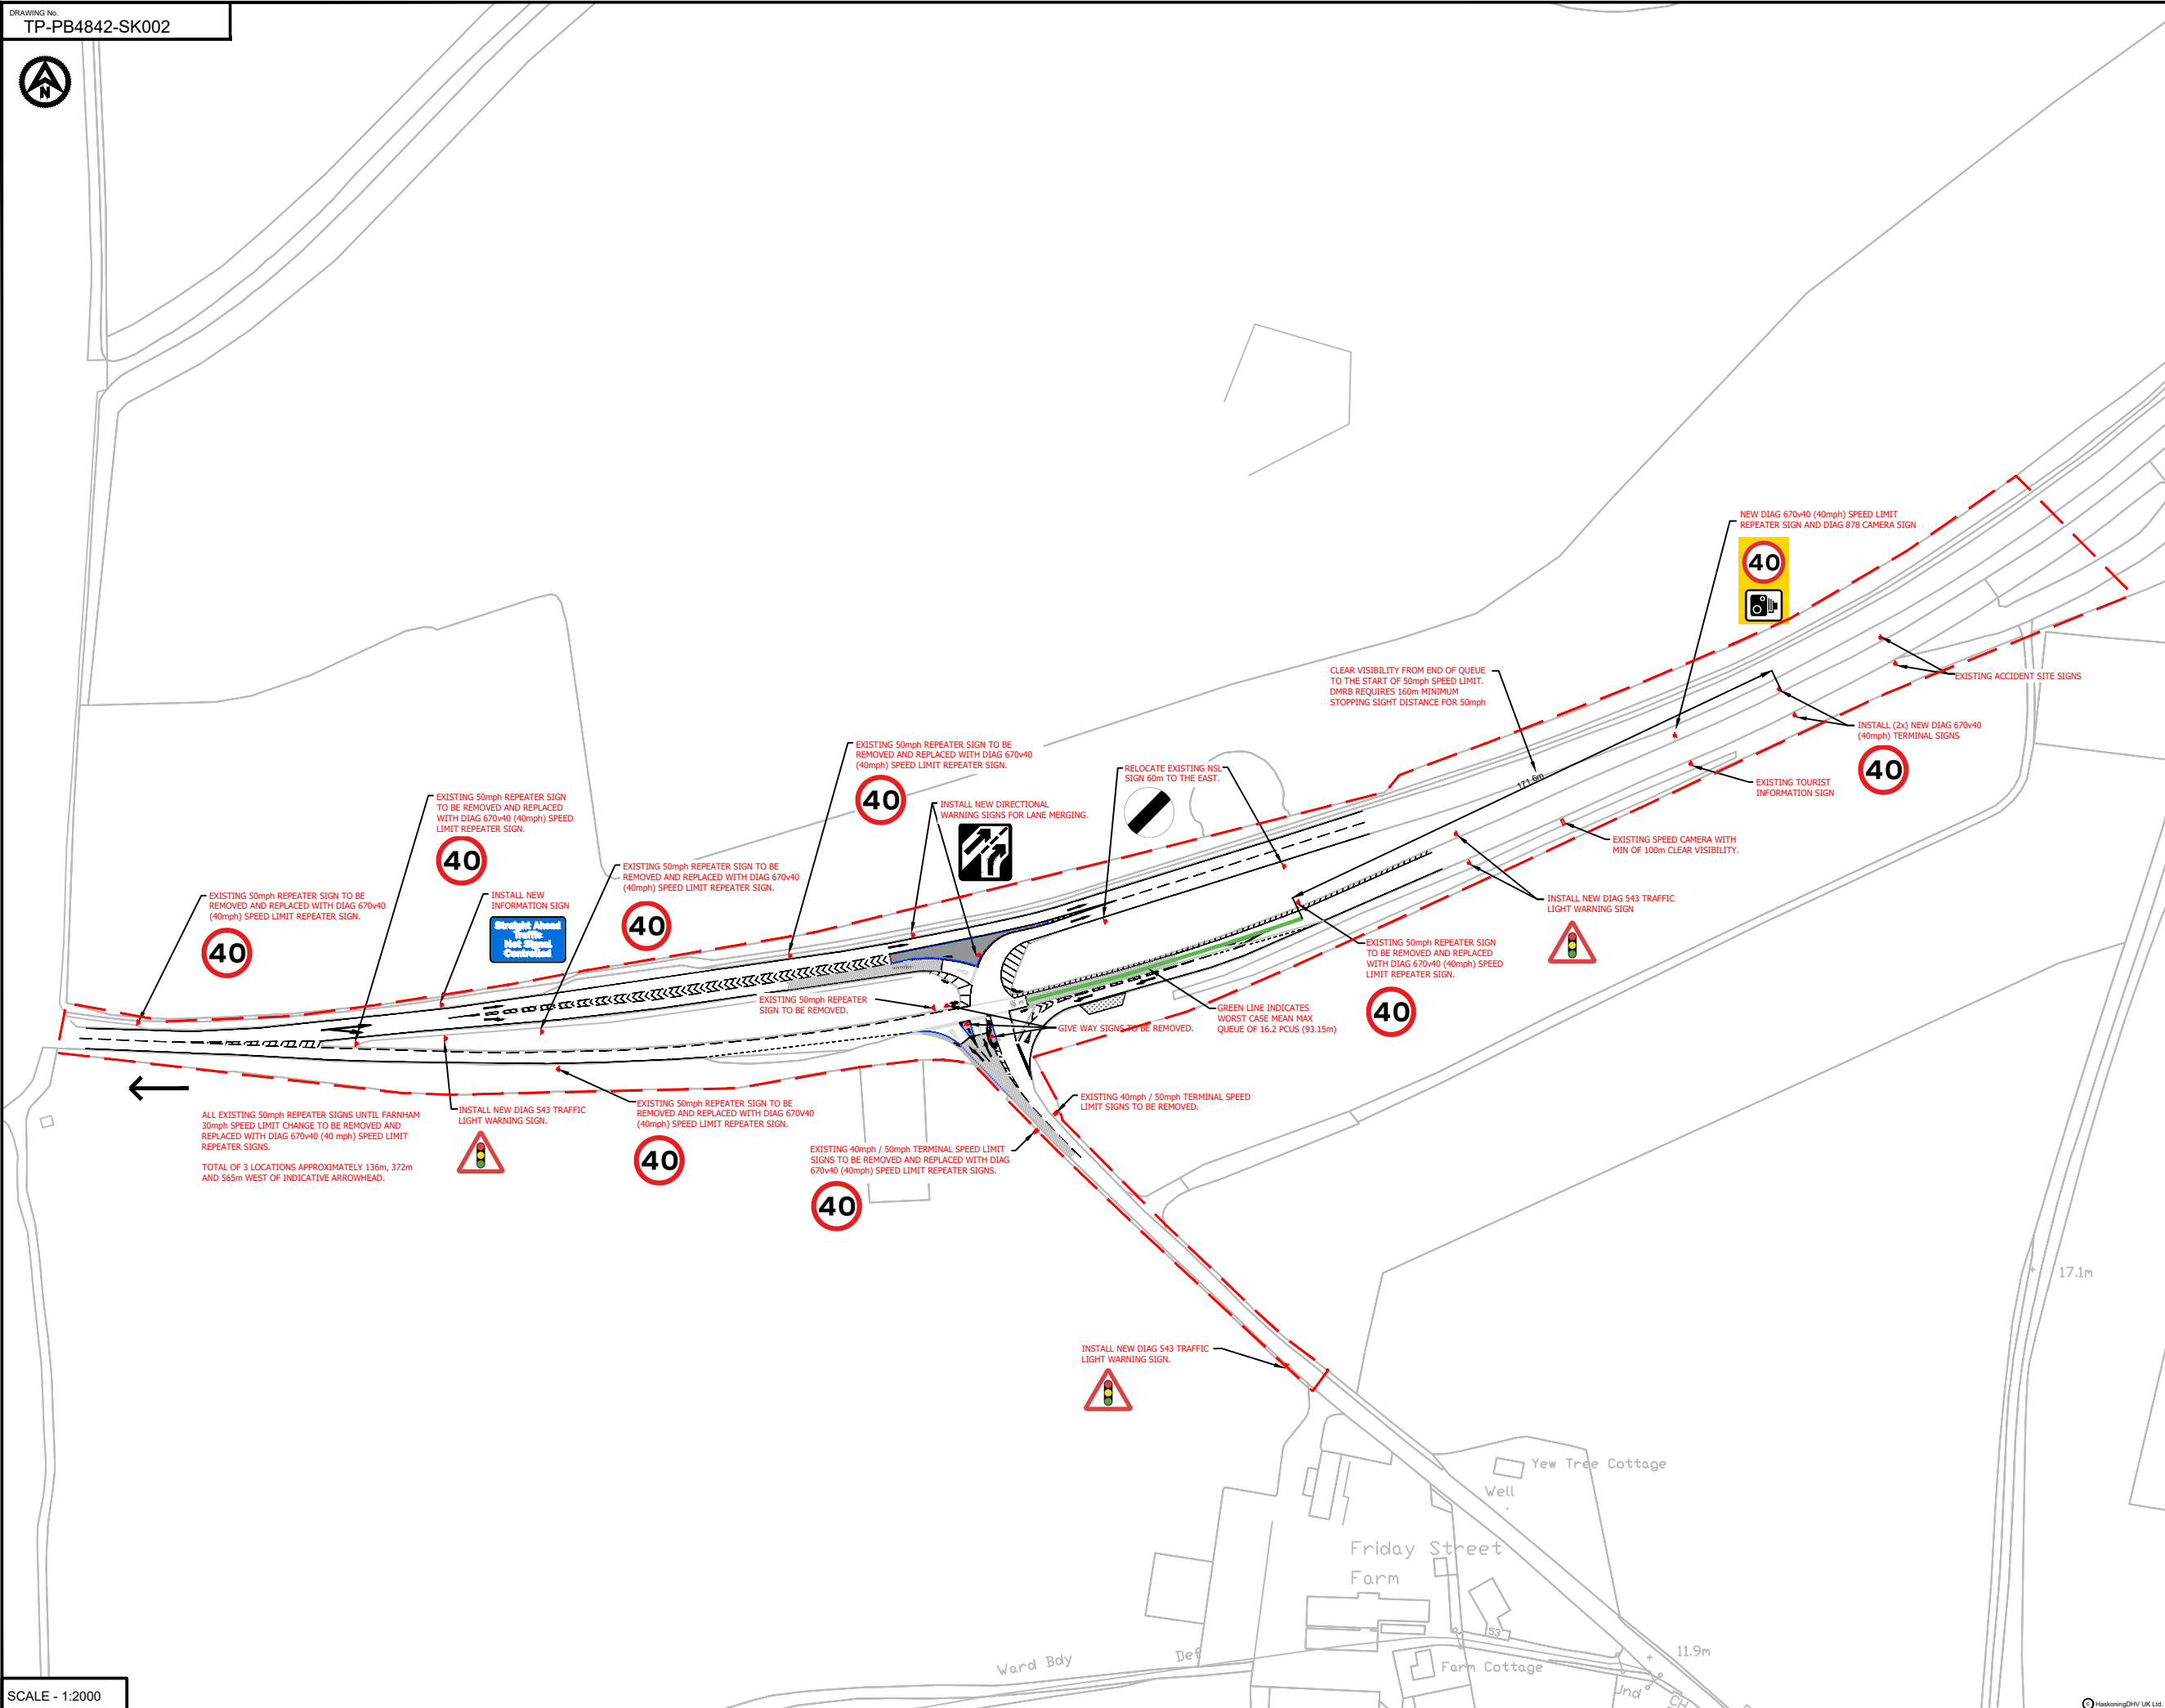 DRAWING No.
TP-PB4842-SK002
N
NEW DIAG 670v40 (40mph) SPEED LIMIT
REPEATER SIGN AND DIAG 878 CAMERA SIGN
40
CLEAR VISIBILITY FROM END OF QUEUE
TO THE START OF 50mph SPEED LIMIT.
DMRB REQUIRES 160m MINIMUM
STOPPING SIGHT DISTANCE FOR 50mph
EXISTING ACCIDENT SITE SIGNS
INSTALL (2x) NEW DIAG 670v40
(40mph) TERMINAL SIGNS
40
EXISTING 50mph REPEATER SIGN TO BE
REMOVED AND REPLACED WITH DIAG 670v40
(40mph) SPEED LIMIT REPEATER SIGN.
40
RELOCATE EXISTING NSL
SIGN 60m TO THE EAST.
171.6m
EXISTING TOURIST
INFORMATION SIGN
EXISTING 50mph REPEATER SIGN
TO BE REMOVED AND REPLACED
WITH DIAG 670v40 (40mph) SPEED
LIMIT REPEATER SIGN.
40
INSTALL NEW DIRECTIONAL
WARNING SIGNS FOR LANE MERGING.
EXISTING SPEED CAMERA WITH
MIN OF 100m CLEAR VISIBILITY.
EXISTING 50mph REPEATER SIGN TO BE
REMOVED AND REPLACED WITH DIAG 670v40
(40mph) SPEED LIMIT REPEATER SIGN.
40
EXISTING 50mph REPEATER SIGN TO BE
REMOVED AND REPLACED WITH DIAG 670v40
(40mph) SPEED LIMIT REPEATER SIGN.
40
INSTALL NEW
INFORMATION SIGN
Straight Ahead
Traffic
Not Signal
Controlled
INSTALL NEW DIAG 543 TRAFFIC
LIGHT WARNING SIGN
EXISTING 50mph REPEATER SIGN
TO BE REMOVED AND REPLACED
WITH DIAG 670v40 (40mph) SPEED
LIMIT REPEATER SIGN.
40
EXISTING 50mph REPEATER
SIGN TO BE REMOVED.
GREEN LINE INDICATES
WORST CASE MEAN MAX
QUEUE OF 16.2 PCUS (93.15m)
GIVE WAY SIGNS TO BE REMOVED.
EXISTING 40mph / 50mph TERMINAL SPEED
LIMIT SIGNS TO BE REMOVED.
ALL EXISTING 50mph REPEATER SIGNS UNTIL FARNHAM
30mph SPEED LIMIT CHANGE TO BE REMOVED AND
REPLACED WITH DIAG 670v40 (40 mph) SPEED LIMIT
REPEATER SIGNS.
TOTAL OF 3 LOCATIONS APPROXIMATELY 136m, 372m
AND 565m WEST OF INDICATIVE ARROWHEAD.
INSTALL NEW DIAG 543 TRAFFIC
LIGHT WARNING SIGN.
EXISTING 50mph REPEATER SIGN TO BE
REMOVED AND REPLACED WITH DIAG 670V40
(40mph) SPEED LIMIT REPEATER SIGN.
40
EXISTING 40mph / 50mph TERMINAL SPEED LIMIT
SIGNS TO BE REMOVED AND REPLACED WITH DIAG
670v40 (40mph) SPEED LIMIT REPEATER SIGNS.
40
17.1m
INSTALL NEW DIAG 543 TRAFFIC
LIGHT WARNING SIGN.
Yew Tree Cottage
Well
Friday Street
Farm
53
11.9m
Ward Bdy
Def
Farm Cottage
Und
CH
SCALE - 1:2000
© HaskoningDHV UK Ltd.